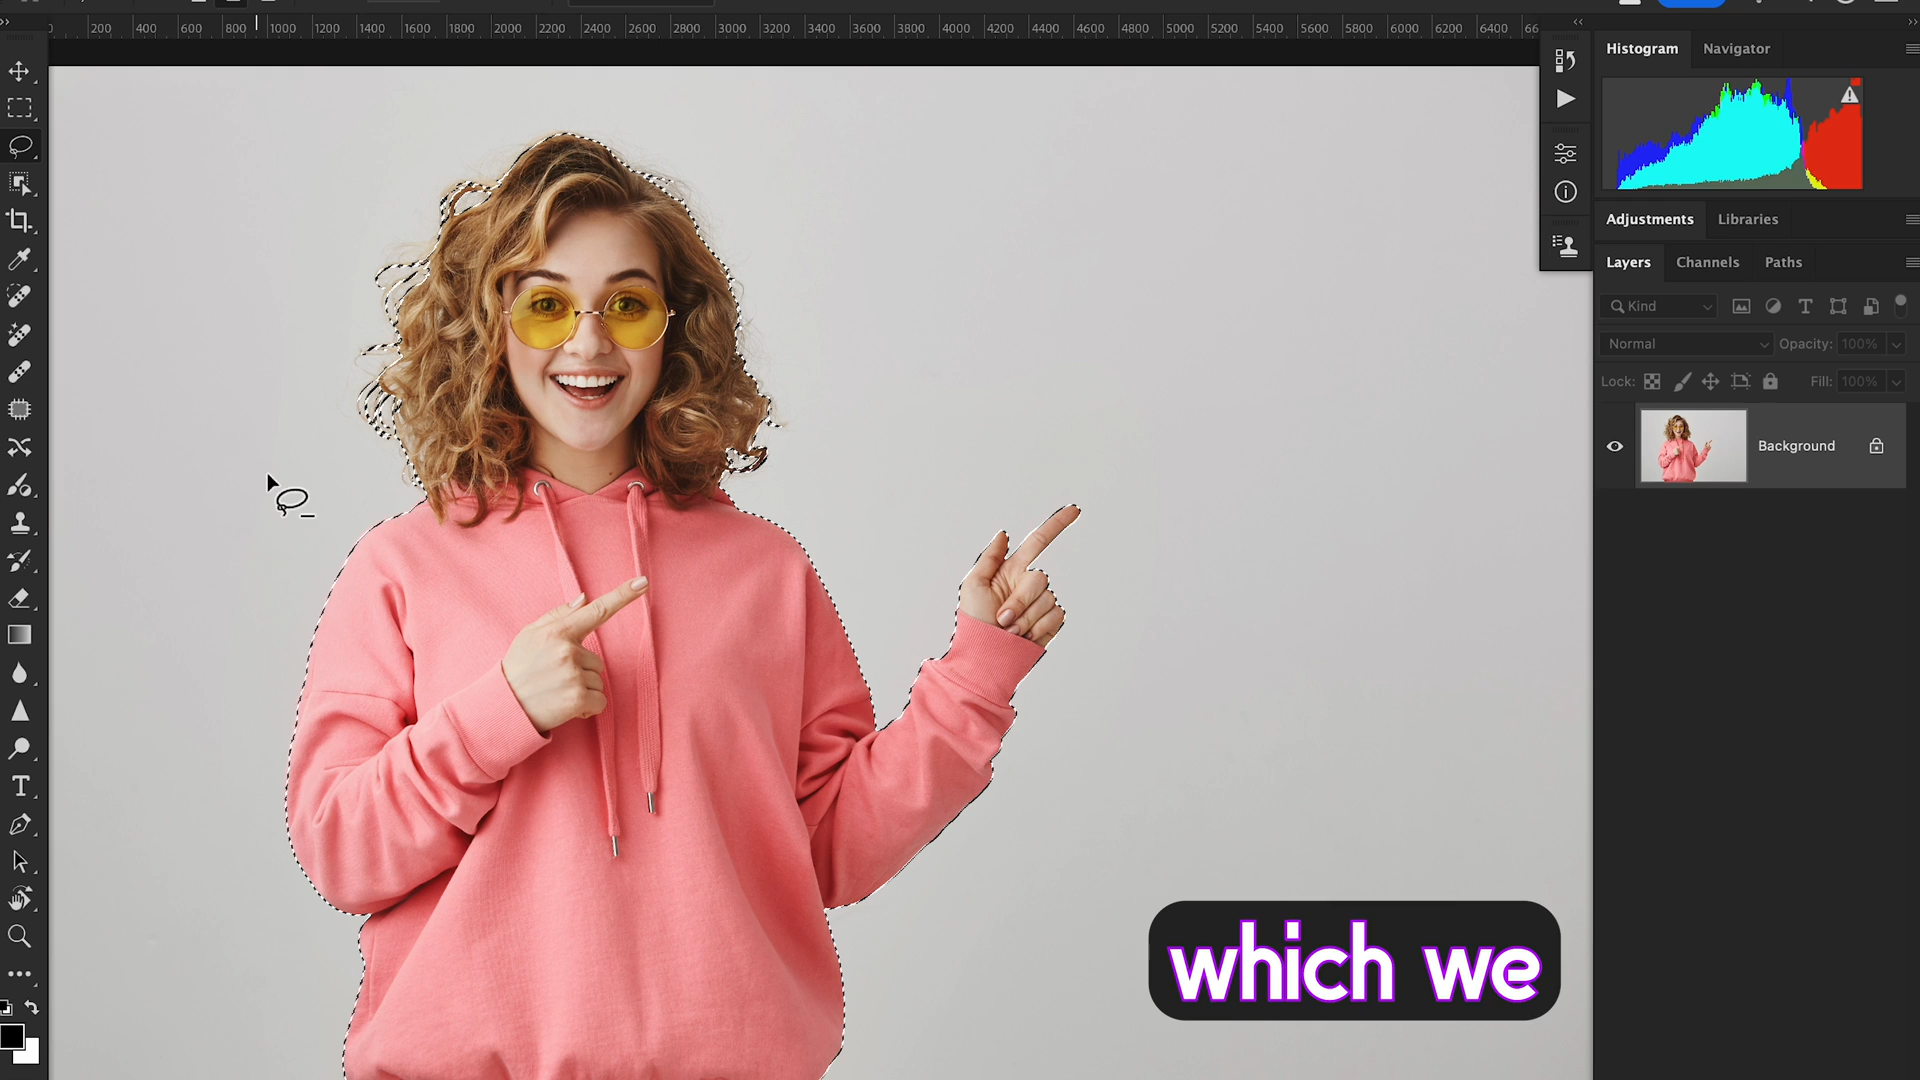 200 400 600 800 1000 1200 1400 1600 1800 2000 2200 2400 2600 2800 3000 3200 3400 3600 3800 4000 4200 4400 4600 4800 5000 5200 5400 5600 5800 6000 6200 6400 66
Histogram Navigator
Adjustments Libraries
Layers Channels Paths
Kind
Normal Opacity: 100%
Lock: Fill: 100%
Background
which we